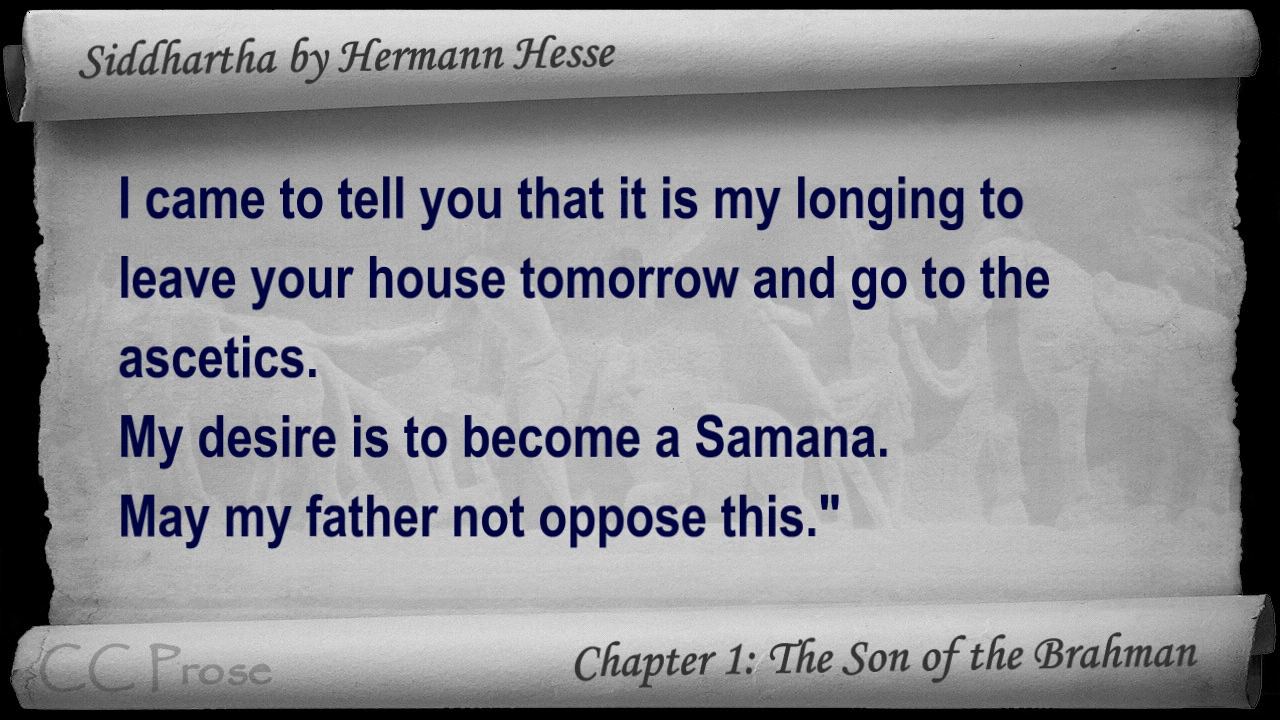 Siddhartha by Hermann Hesse
I came to tell you that it is my longing to
leave your house tomorrow and go to the
ascetics.
My desire is to become a Samana.
May my father not oppose this."
CC Prose
Chapter 1: The Son of the Brahman